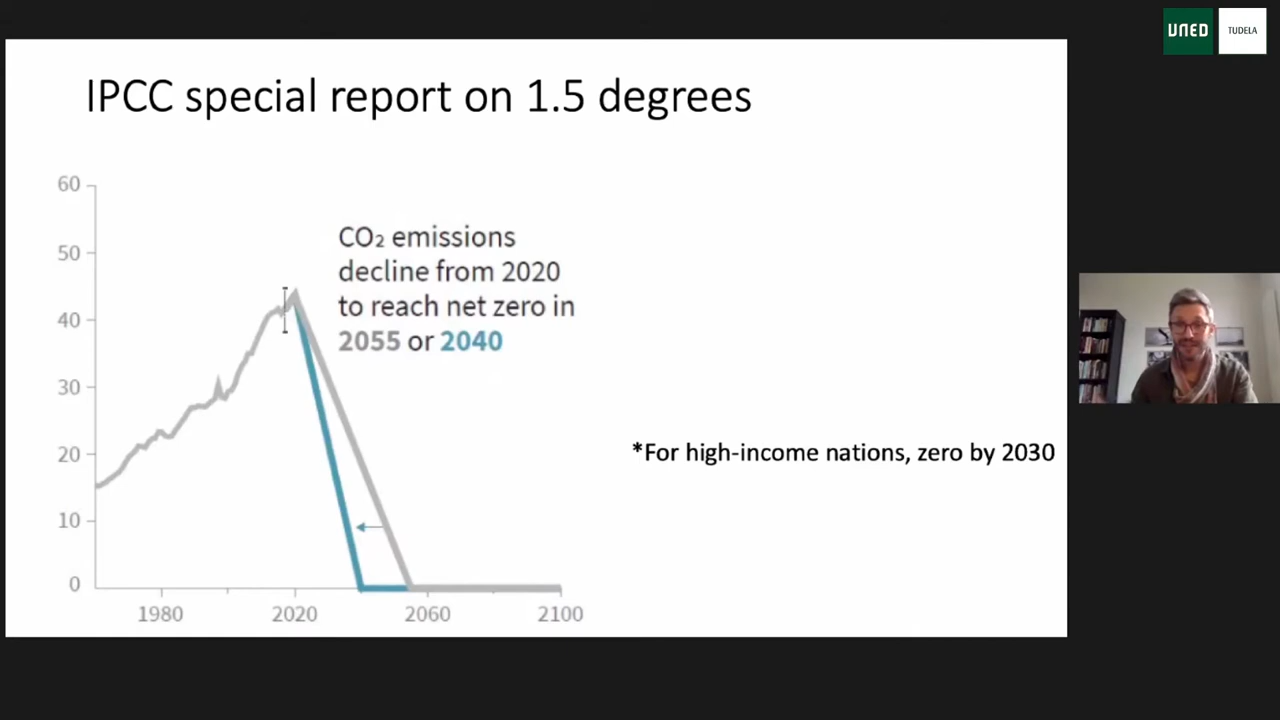 UNED
TUDELA
IPCC special report on 1.5 degrees
60
50
40
30
20
10
0
CO₂ emissions
decline from 2020
to reach net zero in
2055 or 2040
*For high-income nations, zero by 2030
1980 2020 2060 2100